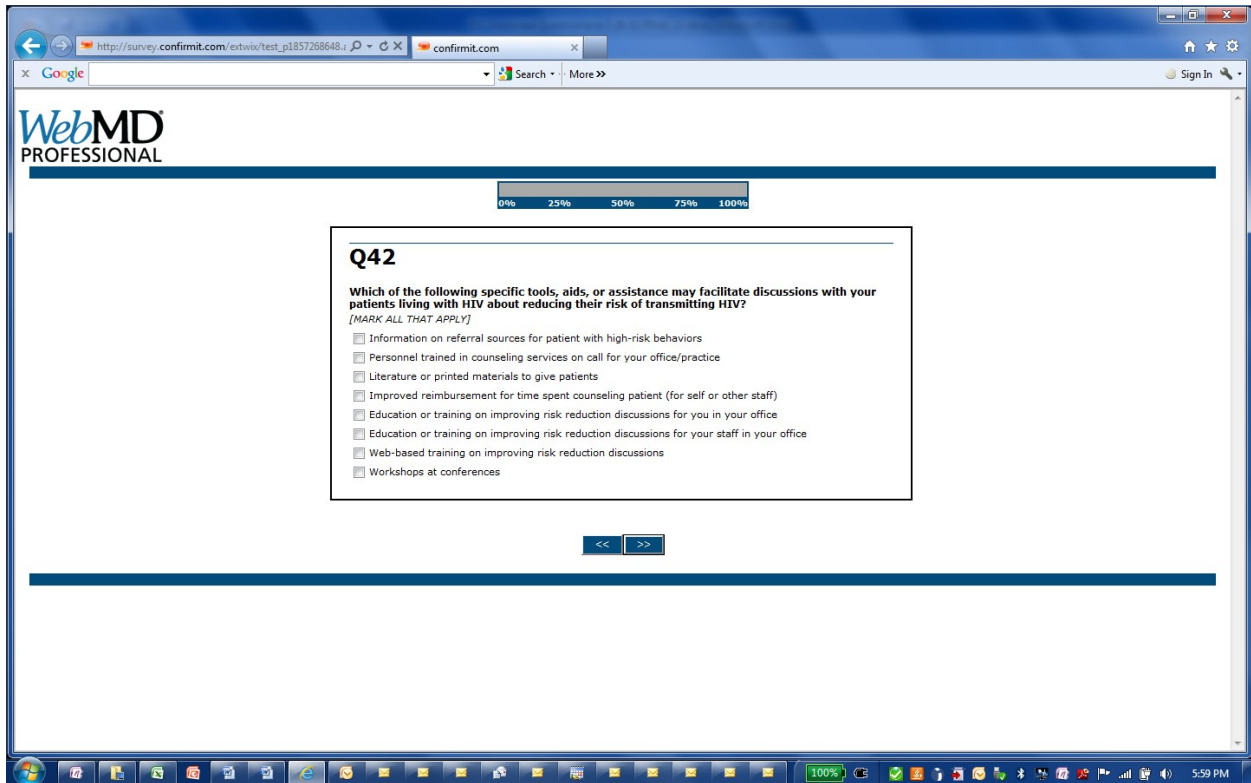 http://survey.confirmit.com/extwix/test_p1857268648.a
confirmit.com
x Google
Search
More >>
Sign In
WebMD
PROFESSIONAL
0% 25% 50% 75% 100%
Q42
Which of the following specific tools, aids, or assistance may facilitate discussions with your
patients living with HIV about reducing their risk of transmitting HIV?
[MARK ALL THAT APPLY]
Information on referral sources for patient with high-risk behaviors
Personnel trained in counseling services on call for your office/practice
Literature or printed materials to give patients
Improved reimbursement for time spent counseling patient (for self or other staff)
Education or training on improving risk reduction discussions for you in your office
Education or training on improving risk reduction discussions for your staff in your office
Web-based training on improving risk reduction discussions
Workshops at conferences
<< >>
100%
5:59 PM